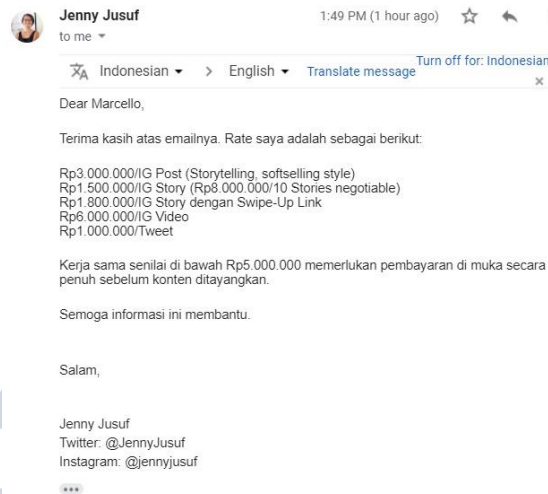 Jenny Jusuf
1:49 PM (1 hour ago)
to me
Indonesian > English Translate message Turn off for: Indonesian
Dear Marcello,
Terima kasih atas emailnya. Rate saya adalah sebagai berikut:
Rp3.000.000/IG Post (Storytelling, softselling style)
Rp1.500.000/IG Story (Rp8.000.000/10 Stories negotiable)
Rp1.800.000/IG Story dengan Swipe-Up Link
Rp6.000.000/IG Video
Rp1.000.000/Tweet
Kerja sama senilai di bawah Rp5.000.000 memerlukan pembayaran di muka secara
penuh sebelum konten ditayangkan.
Semoga informasi ini membantu.
Salam,
Jenny Jusuf
Twitter: @JennyJusuf
Instagram: @jennyjusuf